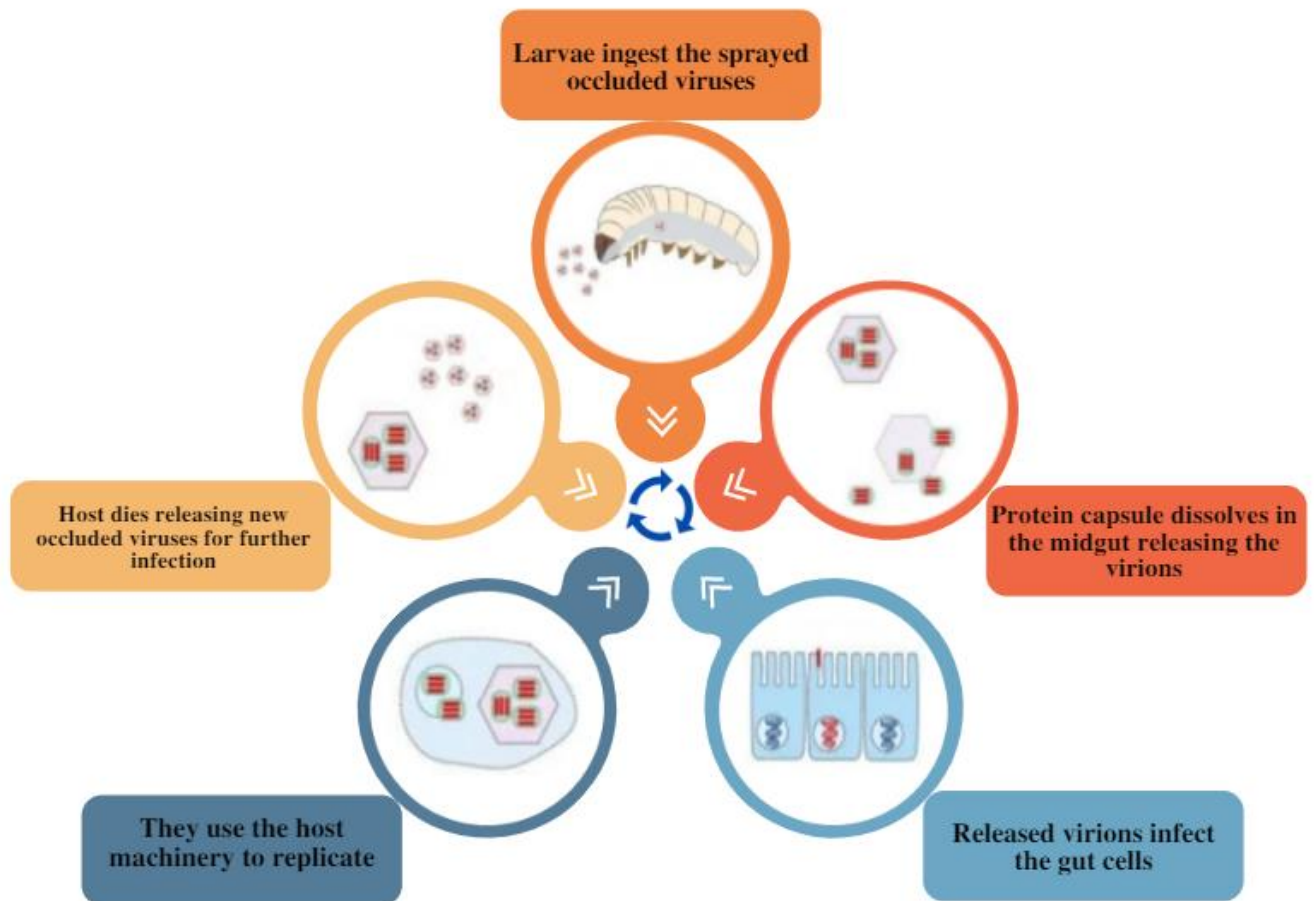 Larvae ingest the sprayed
occluded viruses
Protein capsule dissolves in
the midgut releasing the
virions
Released virions infect
the gut cells
They use the host
machinery to replicate
Host dies releasing new
occluded viruses for further
infection